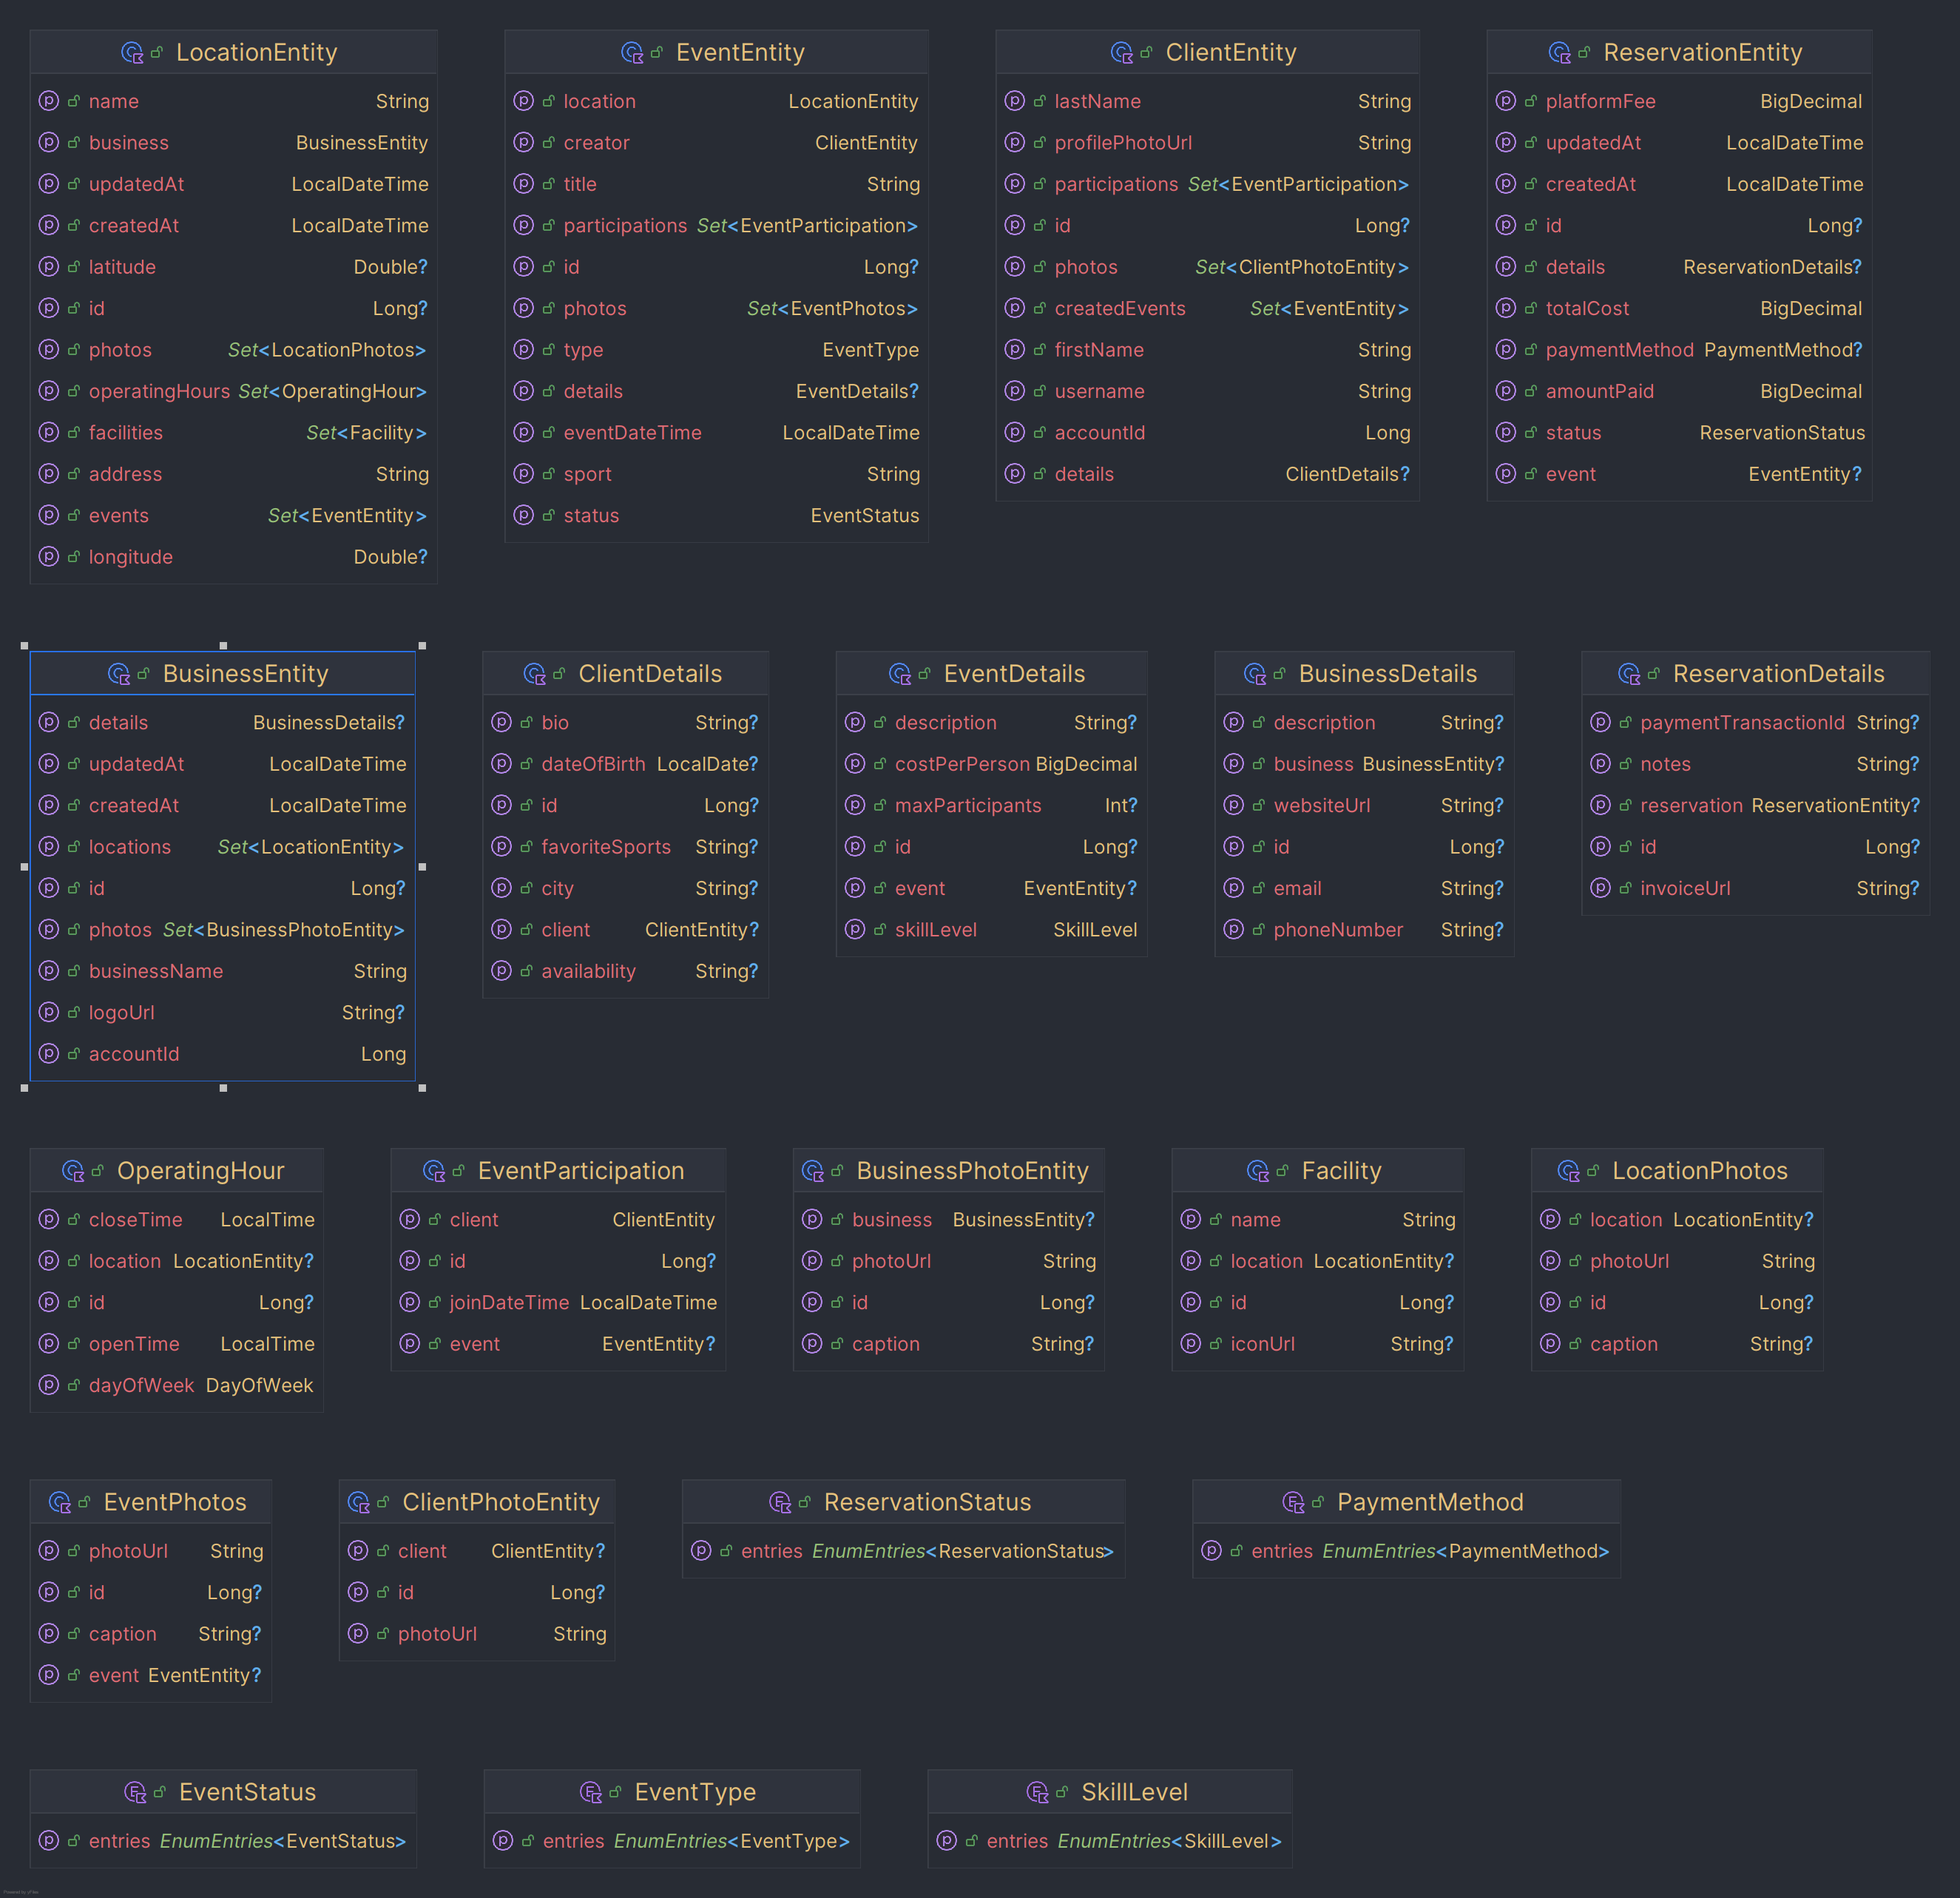 LocationEntity
name String
business BusinessEntity
updatedAt LocalDateTime
createdAt LocalDateTime
latitude Double?
id Long?
photos Set<LocationPhotos>
operatingHours Set<OperatingHour>
facilities Set<Facility>
address String
events Set<EventEntity>
longitude Double?
EventEntity
location LocationEntity
creator ClientEntity
title String
participations Set<EventParticipation>
id Long?
photos Set<EventPhotos>
type EventType
details EventDetails?
eventDateTime LocalDateTime
sport String
status EventStatus
ClientEntity
lastName String
profilePhotoUrl String
participations Set<EventParticipation>
id Long?
photos Set<ClientPhotoEntity>
createdEvents Set<EventEntity>
firstName String
username String
accountId Long
details ClientDetails?
ReservationEntity
platformFee BigDecimal
updatedAt LocalDateTime
createdAt LocalDateTime
id Long?
details ReservationDetails?
totalCost BigDecimal
paymentMethod PaymentMethod?
amountPaid BigDecimal
status ReservationStatus
event EventEntity?
BusinessEntity
details BusinessDetails?
updatedAt LocalDateTime
createdAt LocalDateTime
locations Set<LocationEntity>
id Long?
photos Set<BusinessPhotoEntity>
businessName String
logoUrl String?
accountId Long
ClientDetails
bio String?
dateOfBirth LocalDate?
id Long?
favoriteSports String?
city String?
client ClientEntity?
availability String?
EventDetails
description String?
costPerPerson BigDecimal
maxParticipants Int?
id Long?
event EventEntity?
skillLevel SkillLevel
BusinessDetails
description String?
business BusinessEntity?
websiteUrl String?
id Long?
email String?
phoneNumber String?
ReservationDetails
paymentTransactionId String?
notes String?
reservation ReservationEntity?
id Long?
invoiceUrl String?
OperatingHour
closeTime LocalTime
location LocationEntity?
id Long?
openTime LocalTime
dayOfWeek DayOfWeek
EventParticipation
client ClientEntity
id Long?
joinDateTime LocalDateTime
event EventEntity?
BusinessPhotoEntity
business BusinessEntity?
photoUrl String
id Long?
caption String?
Facility
name String
location LocationEntity?
id Long?
iconUrl String?
LocationPhotos
location LocationEntity?
photoUrl String
id Long?
caption String?
EventPhotos
photoUrl String
id Long?
caption String?
event EventEntity?
ClientPhotoEntity
client ClientEntity?
id Long?
photoUrl String
ReservationStatus
entries EnumEntries<ReservationStatus>
PaymentMethod
entries EnumEntries<PaymentMethod>
EventStatus
entries EnumEntries<EventStatus>
EventType
entries EnumEntries<EventType>
SkillLevel
entries EnumEntries<SkillLevel>
Powered by yFiles